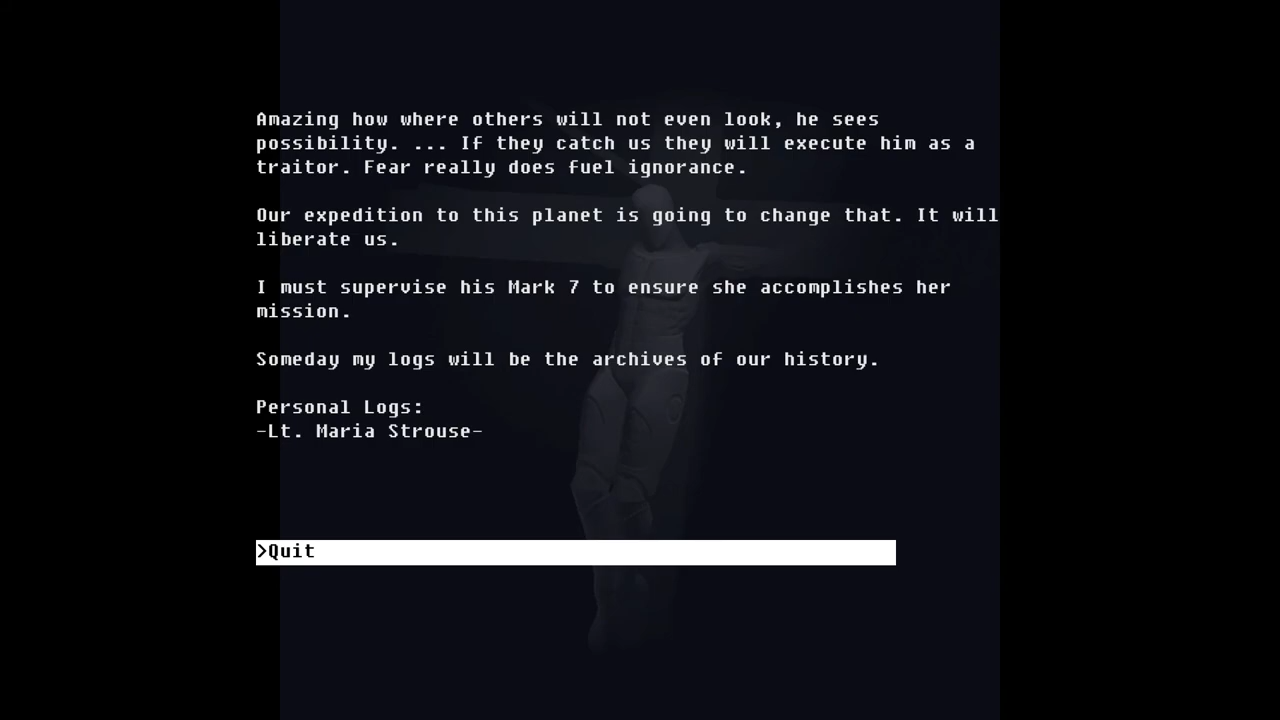 Amazing how where others will not even look, he sees
possibility. ... If they catch us they will execute him as a
traitor. Fear really does fuel ignorance.
Our expedition to this planet is going to change that. It will
liberate us.
I must supervise his Mark 7 to ensure she accomplishes her
mission.
Someday my logs will be the archives of our history.
Personal Logs:
-Lt. Maria Strouse-
>Quit